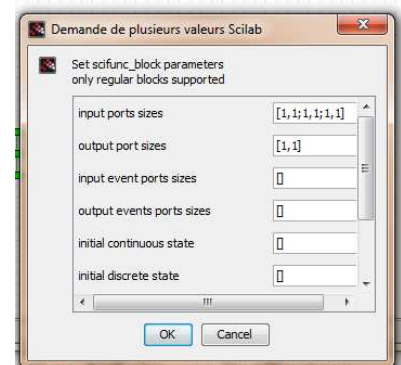 Demande de plusieurs valeurs Scilab
Set scifunc_block parameters
only regular blocks supported
input ports sizes [1,1;1,1;1,1]
output port sizes [1,1]
input event ports sizes []
output events ports sizes []
initial continuous state []
initial discrete state []
OK Cancel